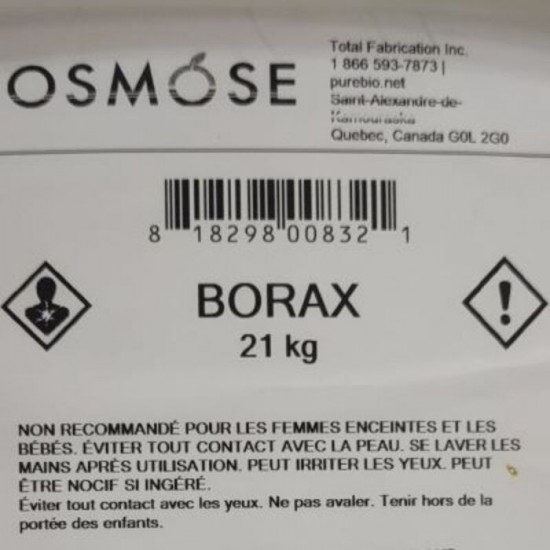 OSMÓSE
Total Fabrication Inc.
1 866 593-7873 |
purebio.net
Saint-Alexandre-de-
Kamouraska
Quebec, Canada G0L 2G0
8 18298 00832 1
BORAX
21 kg
NON RECOMMANDÉ POUR LES FEMMES ENCEINTES ET LES
BÉBÉS. ÉVITER TOUT CONTACT AVEC LA PEAU. SE LAVER LES
MAINS APRÈS UTILISATION. PEUT IRRITER LES YEUX. PEUT
ÊTRE NOCIF SI INGÉRÉ.
Éviter tout contact avec les yeux. Ne pas avaler. Tenir hors de la
portée des enfants.